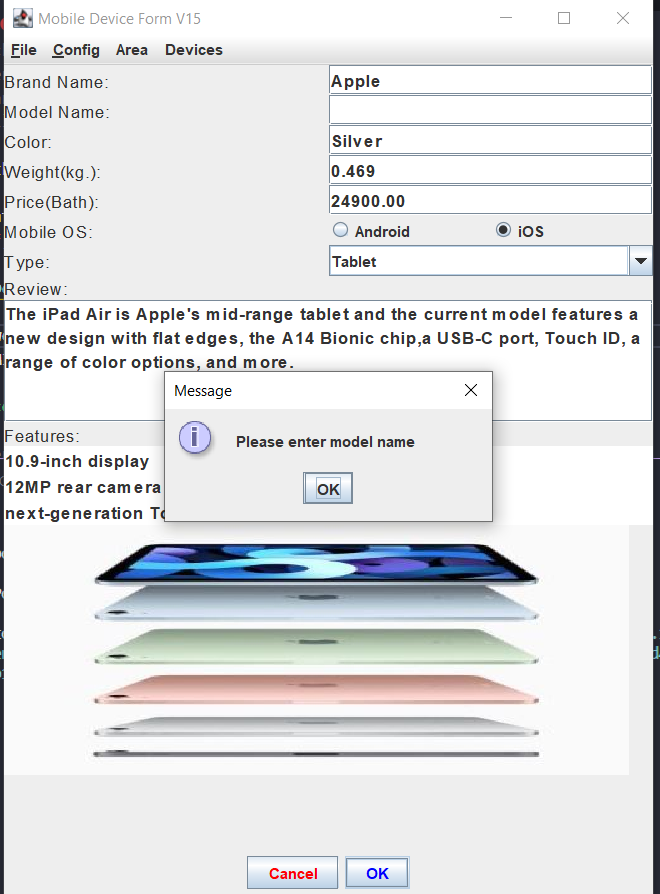 Mobile Device Form V15
File Config Area Devices
Brand Name: Apple
Model Name:
Color: Silver
Weight(kg.): 0.469
Price(Bath): 24900.00
Mobile OS: Android iOS
Type: Tablet
Review:
The iPad Air is Apple's mid-range tablet and the current model features a
new design with flat edges, the A14 Bionic chip,a USB-C port, Touch ID, a
range of color options, and more.
Message
Please enter model name
OK
Features:
10.9-inch display
12MP rear camera
next-generation
Cancel OK